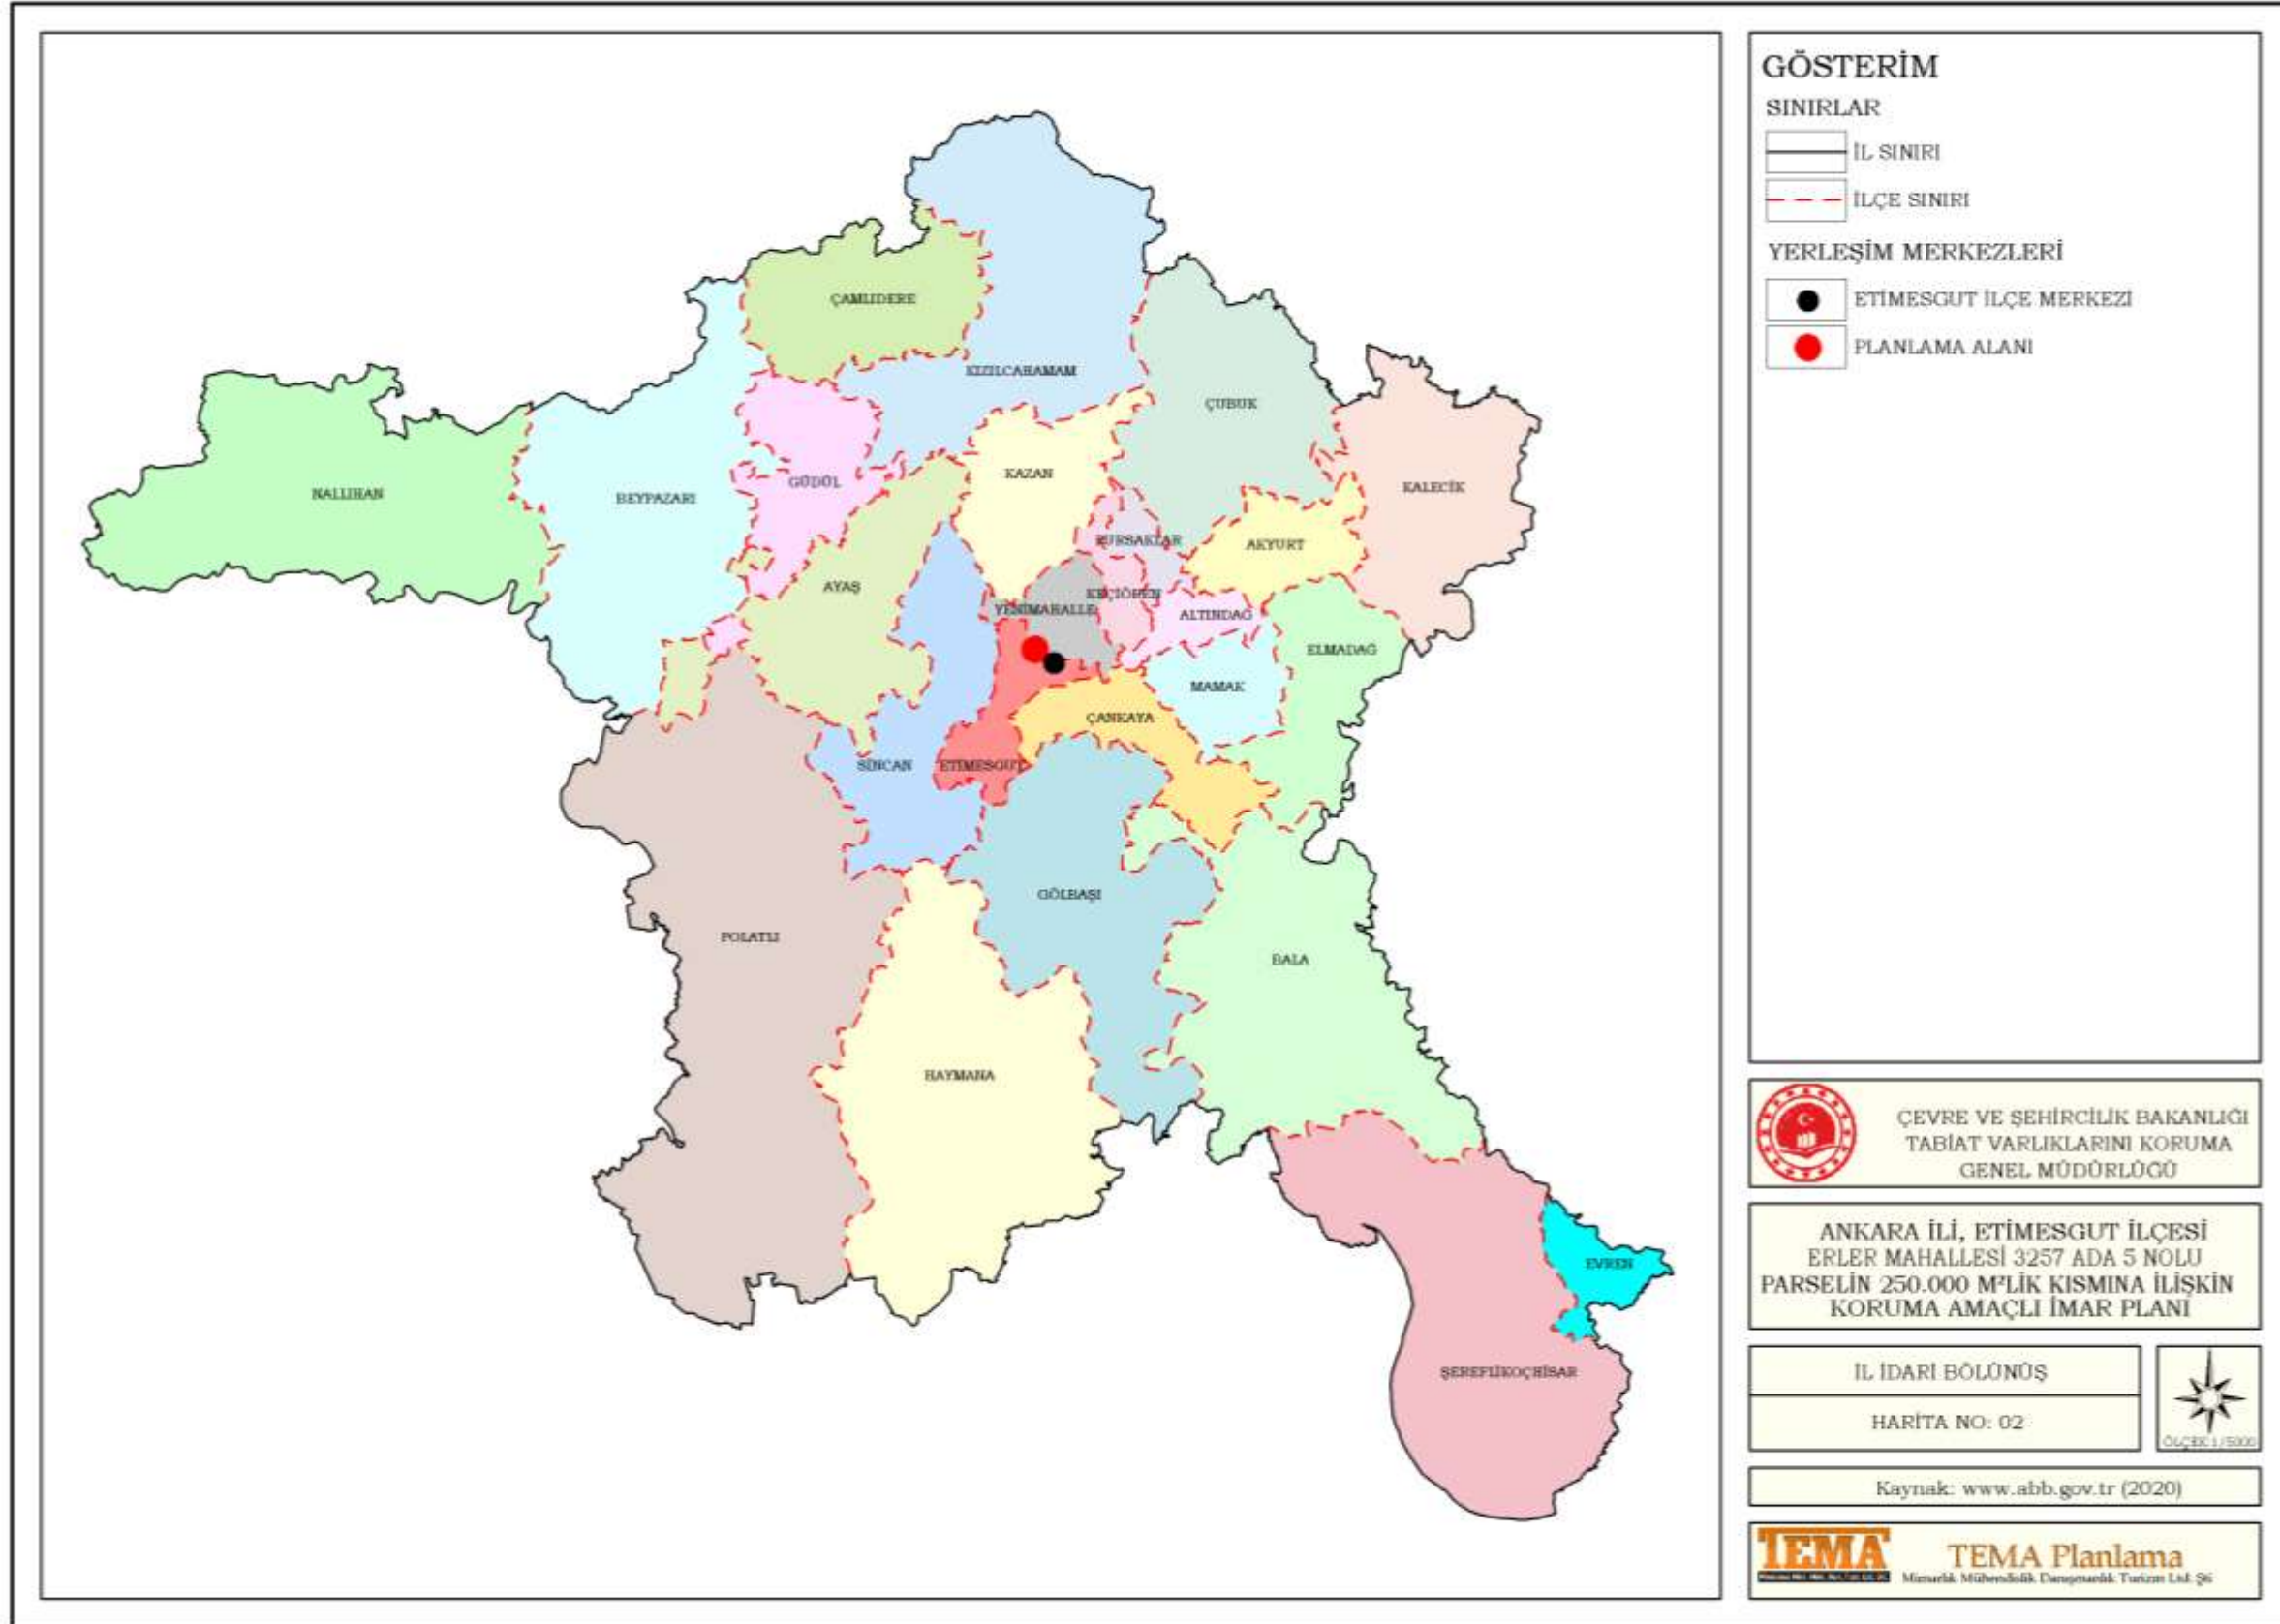 GÖSTERİM
SINIRLAR
İL SINIRI
İLÇE SINIRI
YERLEŞİM MERKEZLERİ
ETİMESGUT İLÇE MERKEZİ
PLANLAMA ALANI
ÇAMLIDERE
KIZILCAHAMAM
ÇUBUK
NALLIHAN
BEYPAZARI
GÜDÜL
KAZAN
KALECİK
PURSAKLAR
AKYURT
AYAŞ
YENİMAHALLE
KEÇİÖREN
ALTINDAĞ
ELMADAĞ
MAMAK
ÇANKAYA
SİNCAN
ETİMESGUT
GÖLBAŞI
POLATLI
BALA
HAYMANA
EVREN
ŞEREFLİKOÇHİSAR
ÇEVRE VE ŞEHİRCİLİK BAKANLIĞI
TABİAT VARLIKLARINI KORUMA
GENEL MÜDÜRLÜĞÜ
ANKARA İLİ, ETİMESGUT İLÇESİ
ERLER MAHALLESİ 3257 ADA 5 NOLU
PARSELİN 250.000 M²LİK KISMINA İLİŞKİN
KORUMA AMAÇLI İMAR PLANI
İL İDARİ BÖLÜNÜŞ
HARİTA NO: 02
ÖLÇEK:1/5000
Kaynak: www.abb.gov.tr (2020)
TEMA
TEMA Planlama
Mimarlık Mühendislik Danışmanlık Turizm Ltd. Şti